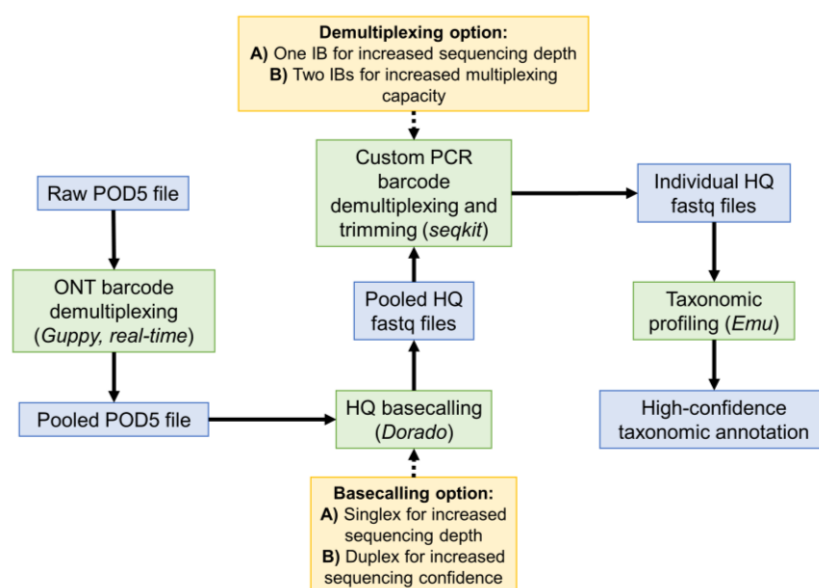 Demultiplexing option:
A) One IB for increased sequencing depth
B) Two IBs for increased multiplexing
capacity
Raw POD5 file
ONT barcode
demultiplexing
(Guppy, real-time)
Pooled POD5 file
Custom PCR
barcode
demultiplexing and
trimming (seqkit)
Pooled HQ
fastq files
HQ basecalling
(Dorado)
Basecalling option:
A) Singlex for increased
sequencing depth
B) Duplex for increased
sequencing confidence
Individual HQ
fastq files
Taxonomic
profiling (Emu)
High-confidence
taxonomic annotation